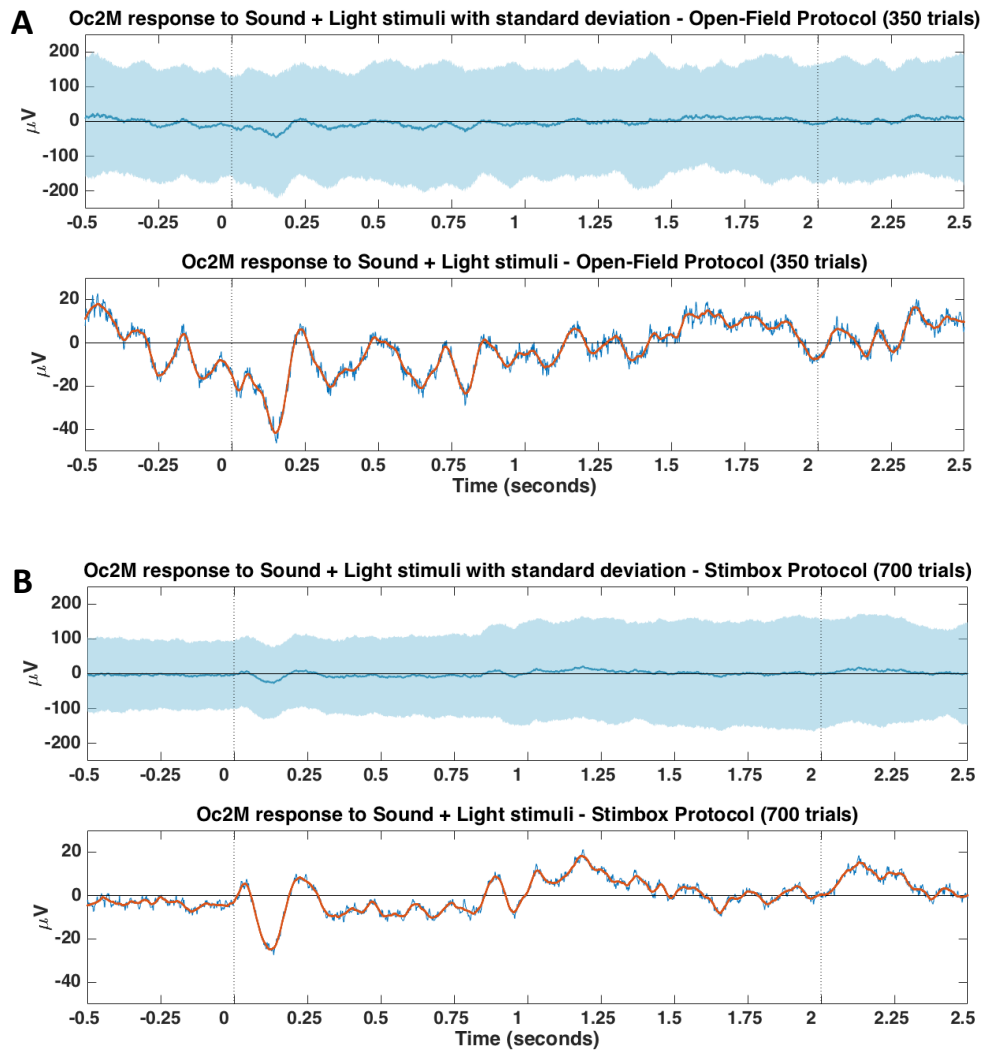 A
Oc2M response to Sound + Light stimuli with standard deviation - Open-Field Protocol (350 trials)
200
100
0
-100
-200
μV
-0.5 -0.25 0 0.25 0.5 0.75 1 1.25 1.5 1.75 2 2.25 2.5
Oc2M response to Sound + Light stimuli - Open-Field Protocol (350 trials)
20
0
-20
-40
μV
-0.5 -0.25 0 0.25 0.5 0.75 1 1.25 1.5 1.75 2 2.25 2.5
Time (seconds)
B
Oc2M response to Sound + Light stimuli with standard deviation - Stimbox Protocol (700 trials)
200
100
0
-100
-200
μV
-0.5 -0.25 0 0.25 0.5 0.75 1 1.25 1.5 1.75 2 2.25 2.5
Oc2M response to Sound + Light stimuli - Stimbox Protocol (700 trials)
20
0
-20
-40
μV
-0.5 -0.25 0 0.25 0.5 0.75 1 1.25 1.5 1.75 2 2.25 2.5
Time (seconds)